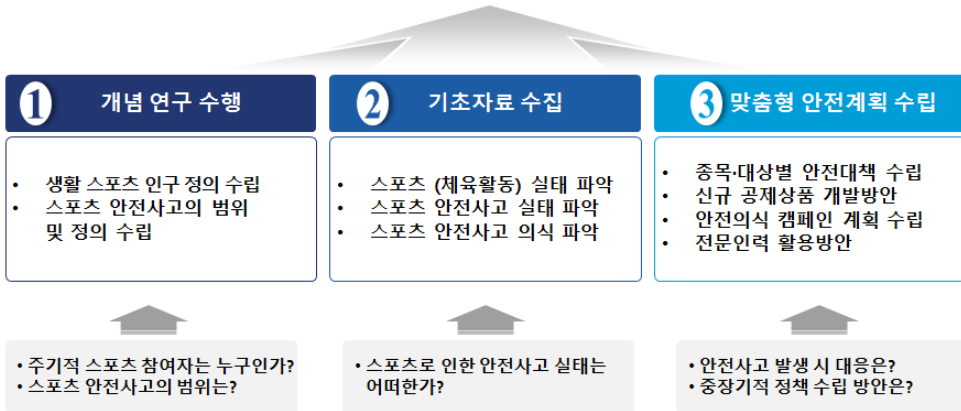 1 개념 연구 수행
• 생활 스포츠 인구 정의 수립
• 스포츠 안전사고의 범위
및 정의 수립
• 주기적 스포츠 참여자는 누구인가?
• 스포츠 안전사고의 범위는?
2 기초자료 수집
• 스포츠 (체육활동) 실태 파악
• 스포츠 안전사고 실태 파악
• 스포츠 안전사고 의식 파악
• 스포츠로 인한 안전사고 실태는
어떠한가?
3 맞춤형 안전계획 수립
• 종목·대상별 안전대책 수립
• 신규 공제상품 개발방안
• 안전의식 캠페인 계획 수립
• 전문인력 활용방안
• 안전사고 발생 시 대응은?
• 중장기적 정책 수립 방안은?